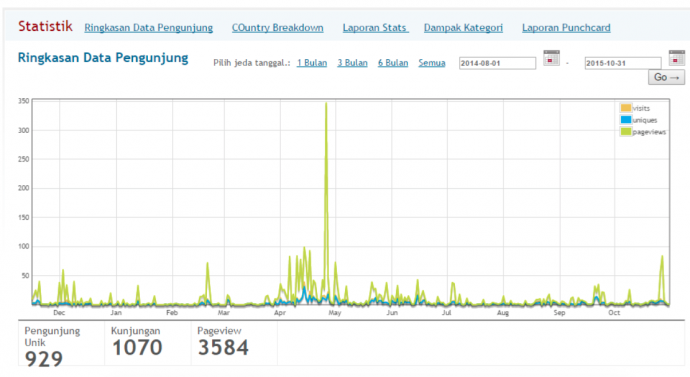 Statistik Ringkasan Data Pengunjung COuntry Breakdown Laporan Stats Dampak Kategori Laporan Punchcard
Ringkasan Data Pengunjung Pilih jeda tanggal.: 1 Bulan 3 Bulan 6 Bulan Semua 2014-08-01 - 2015-10-31
Go →
350
visits
uniques
pageviews
300
250
200
150
100
50
Dec Jan Feb Mar Apr May Jun Jul Aug Sep Oct
Pengunjung Unik
929
Kunjungan
1070
Pageview
3584